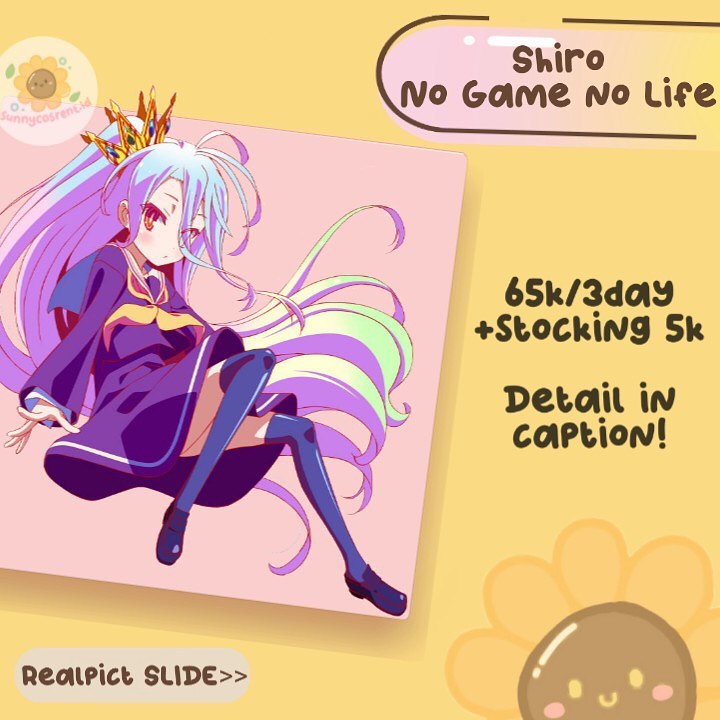 sunnycosrent.id
Shiro
No Game No Life
65k/3day
+Stocking 5k
Detail in
caption!
RealPict SLIDE>>